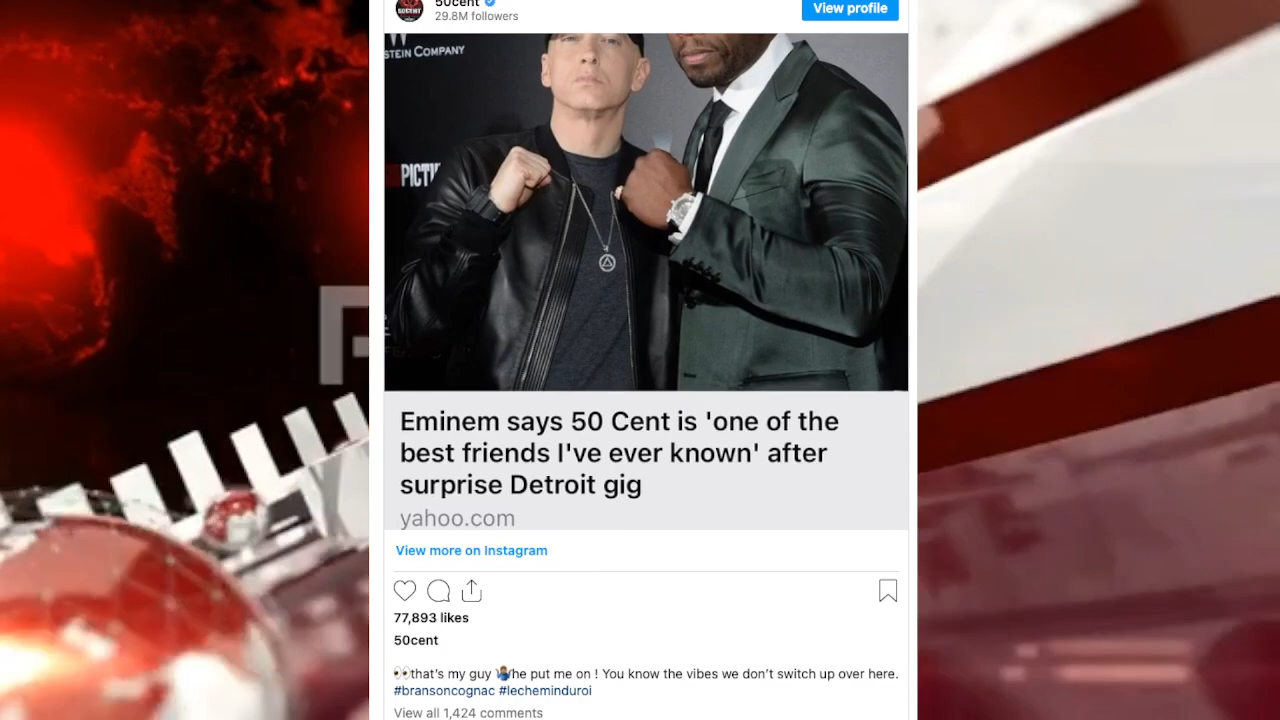 50cent
29.8M followers
View profile
STEIN COMPANY
PICTU
Eminem says 50 Cent is 'one of the
best friends I've ever known' after
surprise Detroit gig
yahoo.com
View more on Instagram
77,893 likes
50cent
👀that's my guy 🤷🏽‍♂️he put me on ! You know the vibes we don't switch up over here.
#bransoncognac #lecheminduroi
View all 1,424 comments